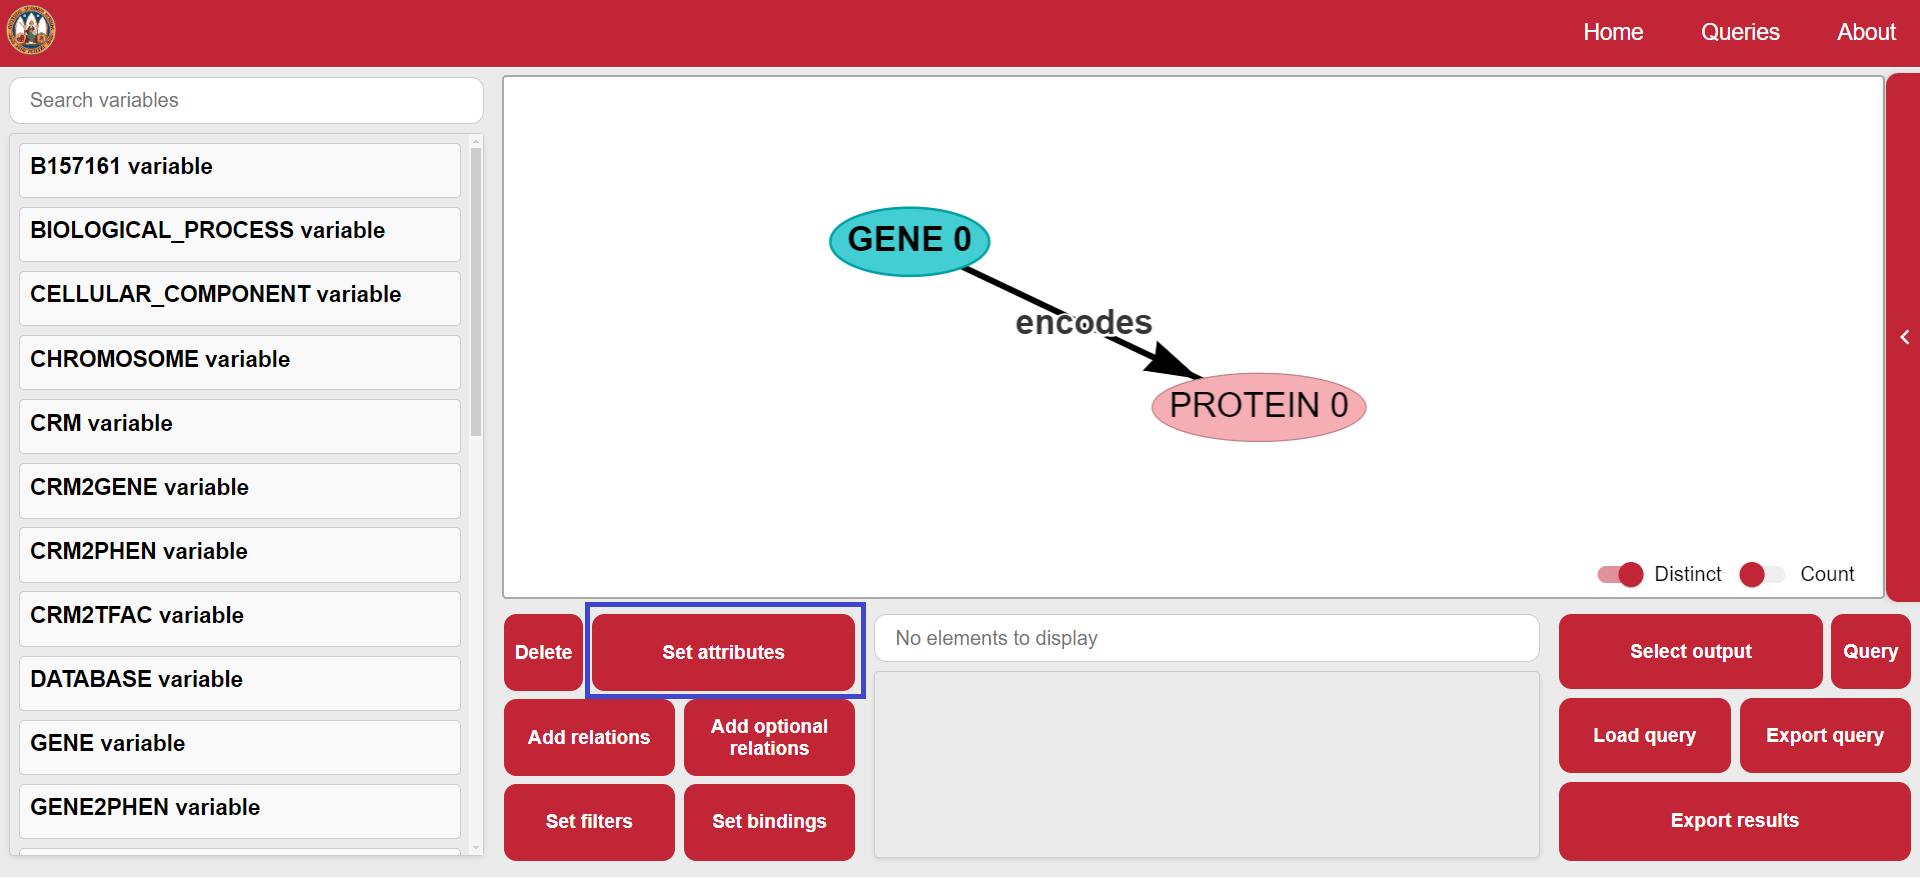 Home
Queries
About
Search variables
B157161 variable
BIOLOGICAL_PROCESS variable
CELLULAR_COMPONENT variable
CHROMOSOME variable
CRM variable
CRM2GENE variable
CRM2PHEN variable
CRM2TFAC variable
DATABASE variable
GENE variable
GENE2PHEN variable
GENE 0
encodes
PROTEIN 0
Distinct
Count
Delete
Set attributes
Add relations
Add optional
relations
Set filters
Set bindings
No elements to display
Select output
Query
Load query
Export query
Export results